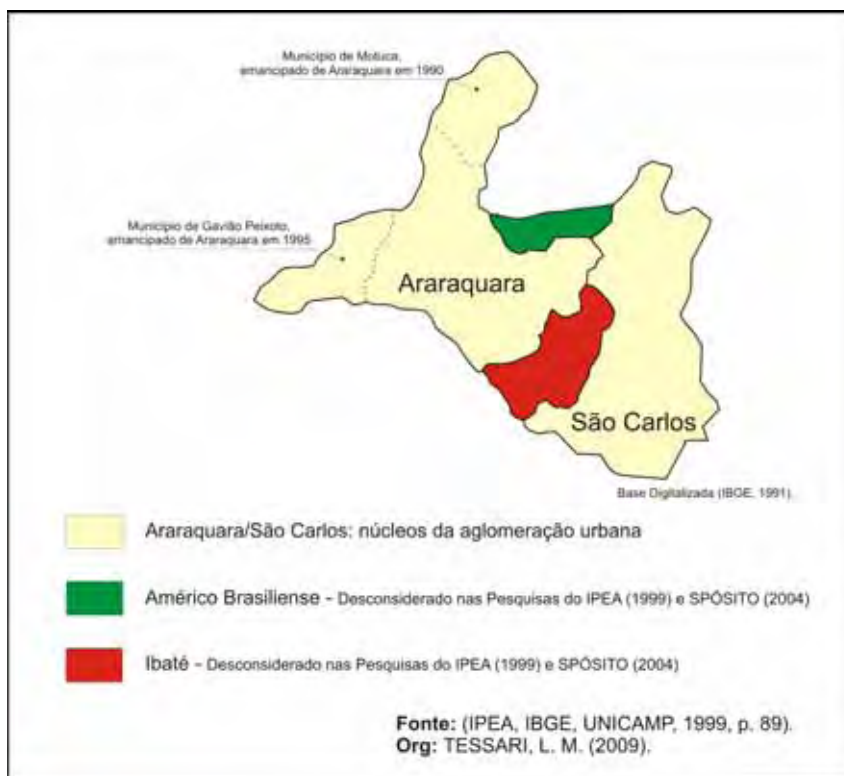 Município de Motuca,
emancipado de Araraquara em 1990
Município de Gavião Peixoto,
emancipado de Araraquara em 1995
Araraquara
São Carlos
Base Digitalizada (IBGE, 1991).
Araraquara/São Carlos: núcleos da aglomeração urbana
Américo Brasiliense - Desconsiderado nas Pesquisas do IPEA (1999) e SPÓSITO (2004)
Ibaté - Desconsiderado nas Pesquisas do IPEA (1999) e SPÓSITO (2004)
Fonte: (IPEA, IBGE, UNICAMP, 1999, p. 89).
Org: TESSARI, L. M. (2009).